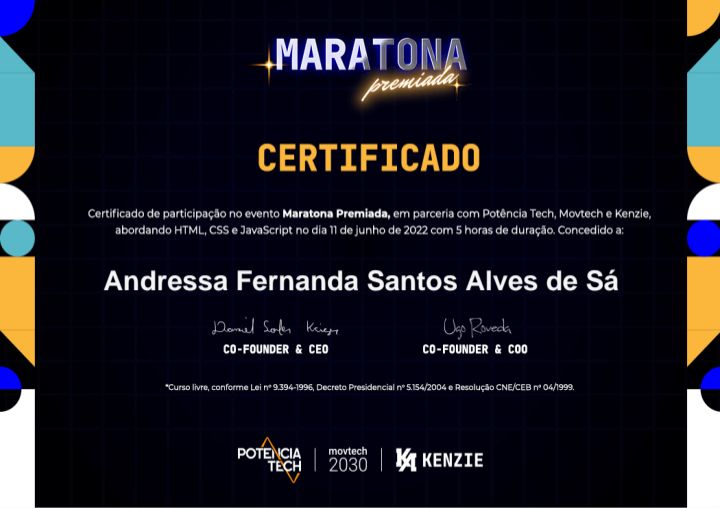 MARATONA
premiada
CERTIFICADO
Certificado de participação no evento Maratona Premiada, em parceria com Potência Tech, Movtech e Kenzie,
abordando HTML, CSS e JavaScript no dia 11 de junho de 2022 com 5 horas de duração. Concedido a:
Andressa Fernanda Santos Alves de Sá
Ugo Roveda
CO-FOUNDER & CEO
CO-FOUNDER & COO
*Curso livre, conforme Lei nº 9.394-1996, Decreto Presidencial nº 5.154/2004 e Resolução CNE/CEB nº 04/1999.
POTÊNCIA
TECH
movtech
2030
KA KENZIE